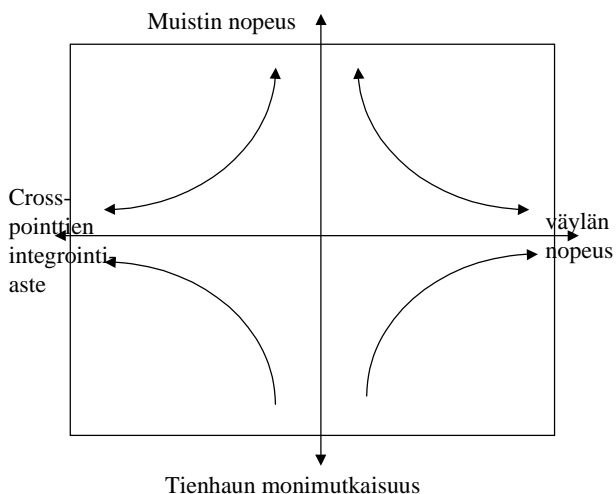 Muistin nopeus
Cross-
pointtien
integrointi-
aste
väylän
nopeus
Tienhaun monimutkaisuus